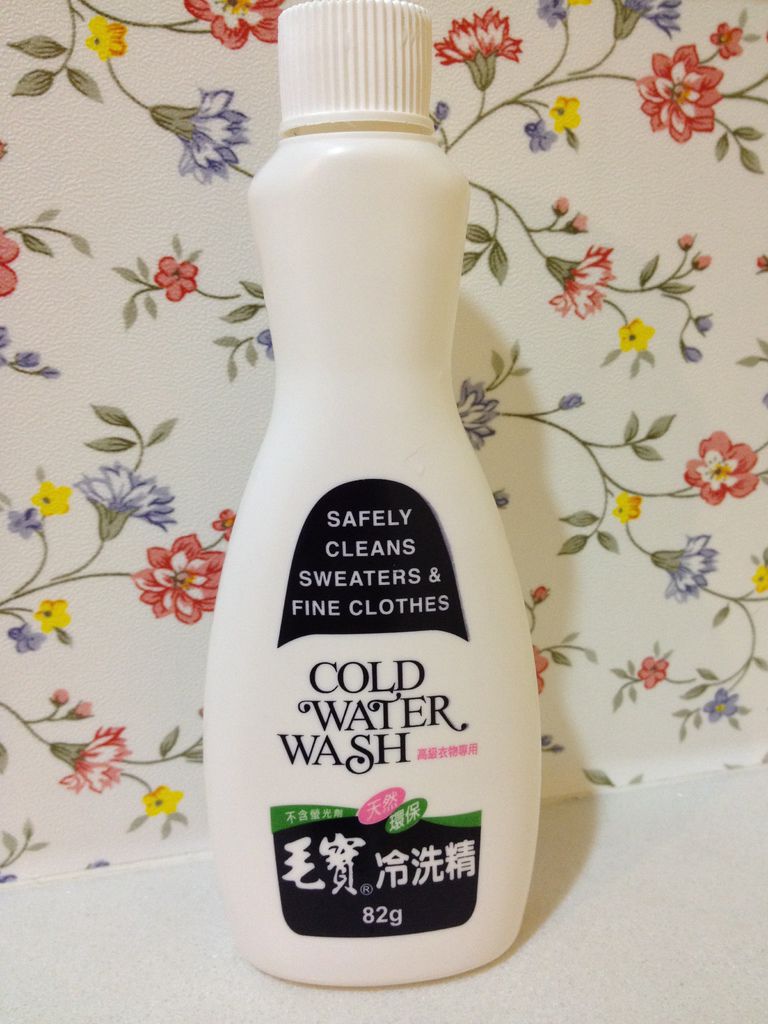 SAFELY
CLEANS
SWEATERS &
FINE CLOTHES
COLD
WATER
WASH 高級衣物專用
不含螢光劑 天然
環保
毛寶® 冷洗精
82g